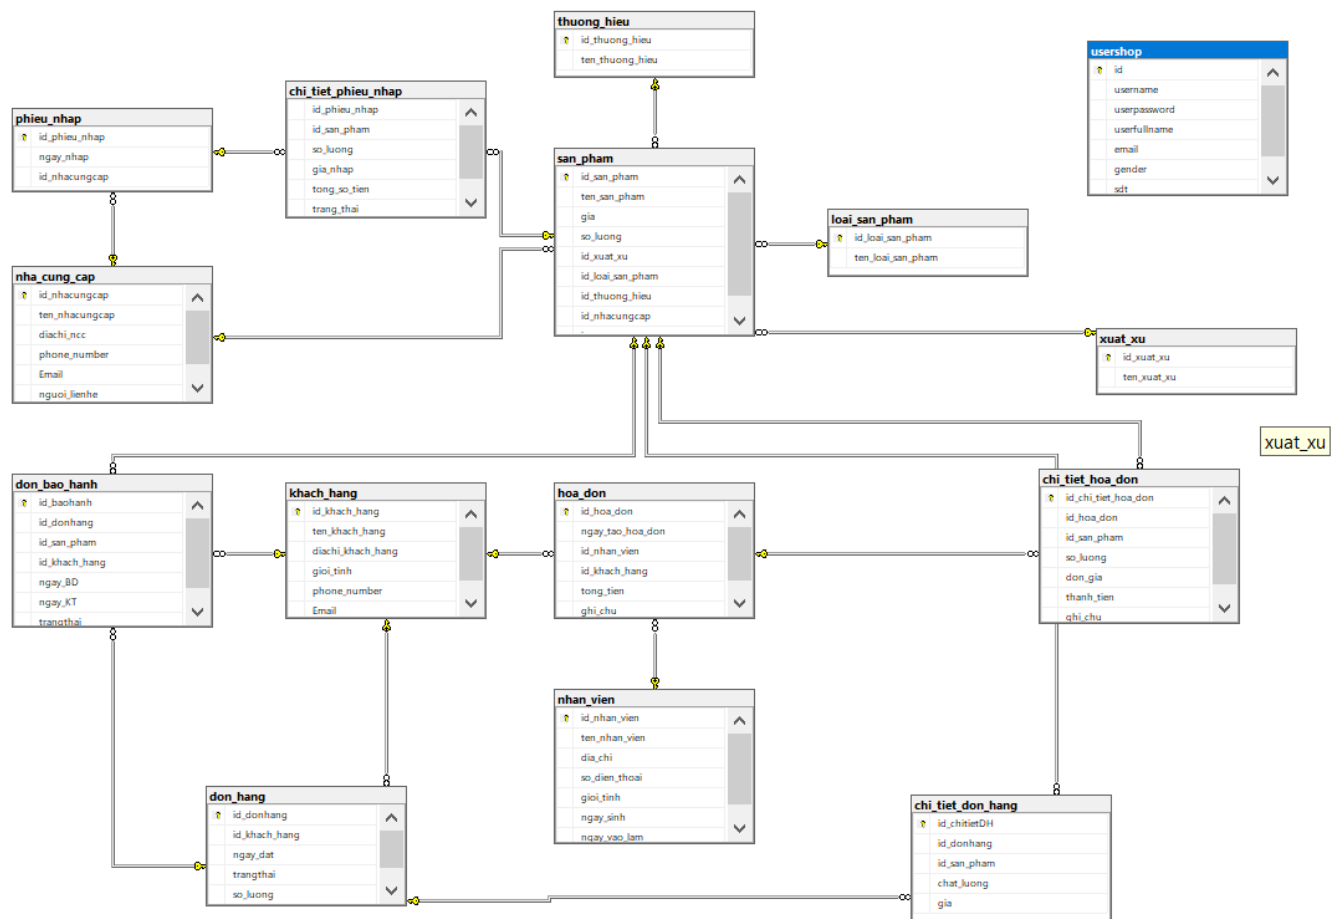 thuong_hieu
id_thuong_hieu
ten_thuong_hieu
usershop
id
username
userpassword
userfullname
email
gender
sdt
chi_tiet_phieu_nhap
id_phieu_nhap
id_san_pham
so_luong
gia_nhap
tong_so_tien
trang_thai
phieu_nhap
id_phieu_nhap
ngay_nhap
id_nhacungcap
san_pham
id_san_pham
ten_san_pham
gia
so_luong
id_xuat_xu
id_loai_san_pham
id_thuong_hieu
id_nhacungcap
loai_san_pham
id_loai_san_pham
ten_loai_san_pham
nha_cung_cap
id_nhacungcap
ten_nhacungcap
diachi_ncc
phone_number
Email
nguoi_lienhe
xuat_xu
id_xuat_xu
ten_xuat_xu
xuat_xu
don_bao_hanh
id_baohanh
id_donhang
id_san_pham
id_khach_hang
ngay_BD
ngay_KT
trangthai
khach_hang
id_khach_hang
ten_khach_hang
diachi_khach_hang
gioi_tinh
phone_number
Email
hoa_don
id_hoa_don
ngay_tao_hoa_don
id_nhan_vien
id_khach_hang
tong_tien
ghi_chu
chi_tiet_hoa_don
id_chi_tiet_hoa_don
id_hoa_don
id_san_pham
so_luong
don_gia
thanh_tien
ghi_chu
nhan_vien
id_nhan_vien
ten_nhan_vien
dia_chi
so_dien_thoai
gioi_tinh
ngay_sinh
ngay_vao_lam
don_hang
id_donhang
id_khach_hang
ngay_dat
trangthai
so_luong
chi_tiet_don_hang
id_chitietDH
id_donhang
id_san_pham
chat_luong
gia